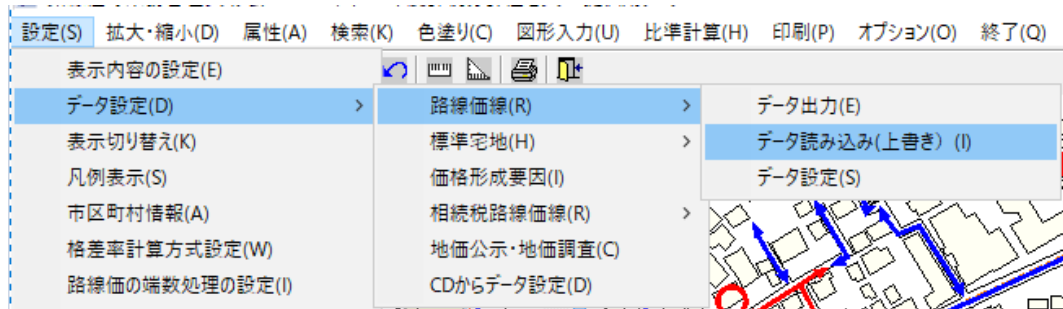 設定(S) 拡大・縮小(D) 属性(A) 検索(K) 色塗り(C) 図形入力(U) 比準計算(H) 印刷(P) オプション(O) 終了(Q)
表示内容の設定(E)
データ設定(D) >
表示切り替え(K)
凡例表示(S)
市区町村情報(A)
格差率計算方式設定(W)
路線価の端数処理の設定(I)
路線価線(R) >
標準宅地(H) >
価格形成要因(I)
相続税路線価線(R) >
地価公示・地価調査(C)
CDからデータ設定(D)
データ出力(E)
データ読み込み(上書き) (I)
データ設定(S)